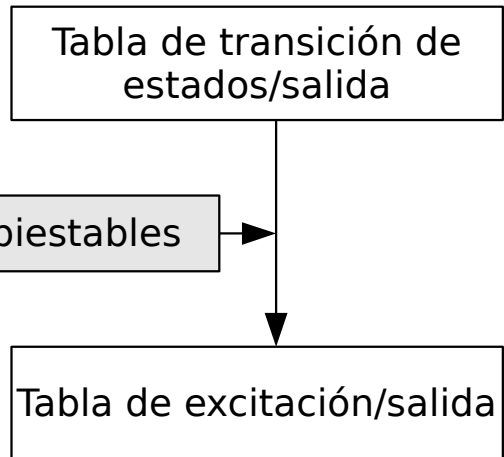 Tabla de transición de
estados/salida
biestables
Tabla de excitación/salida